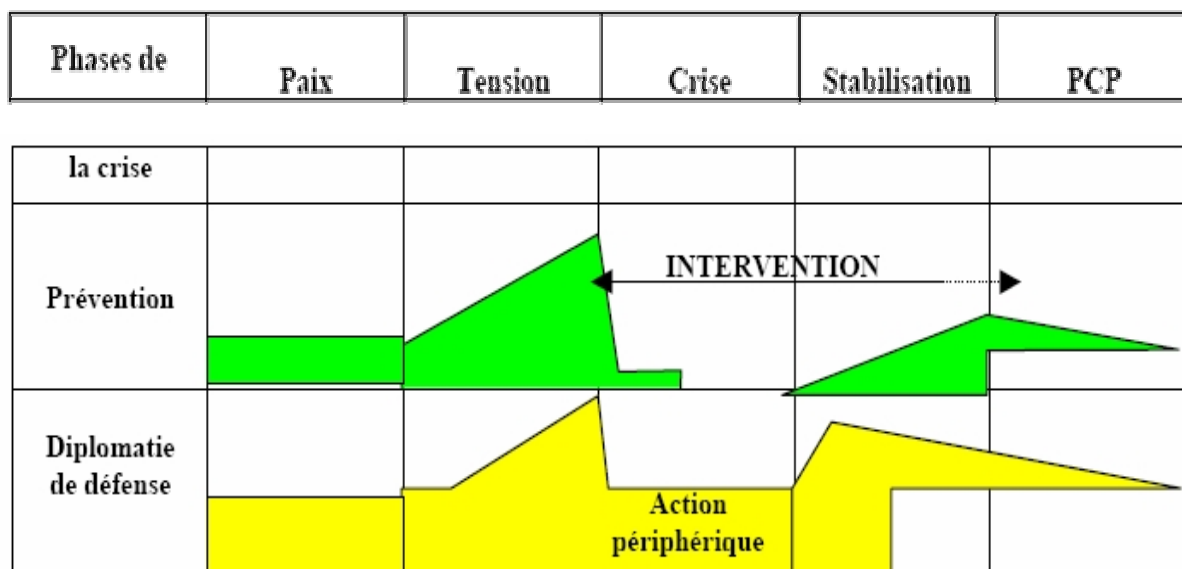 Phases de
Paix Tension Crise Stabilisation PCP
la crise
INTERVENTION
Prévention
Diplomatie
de défense
Action
périphérique